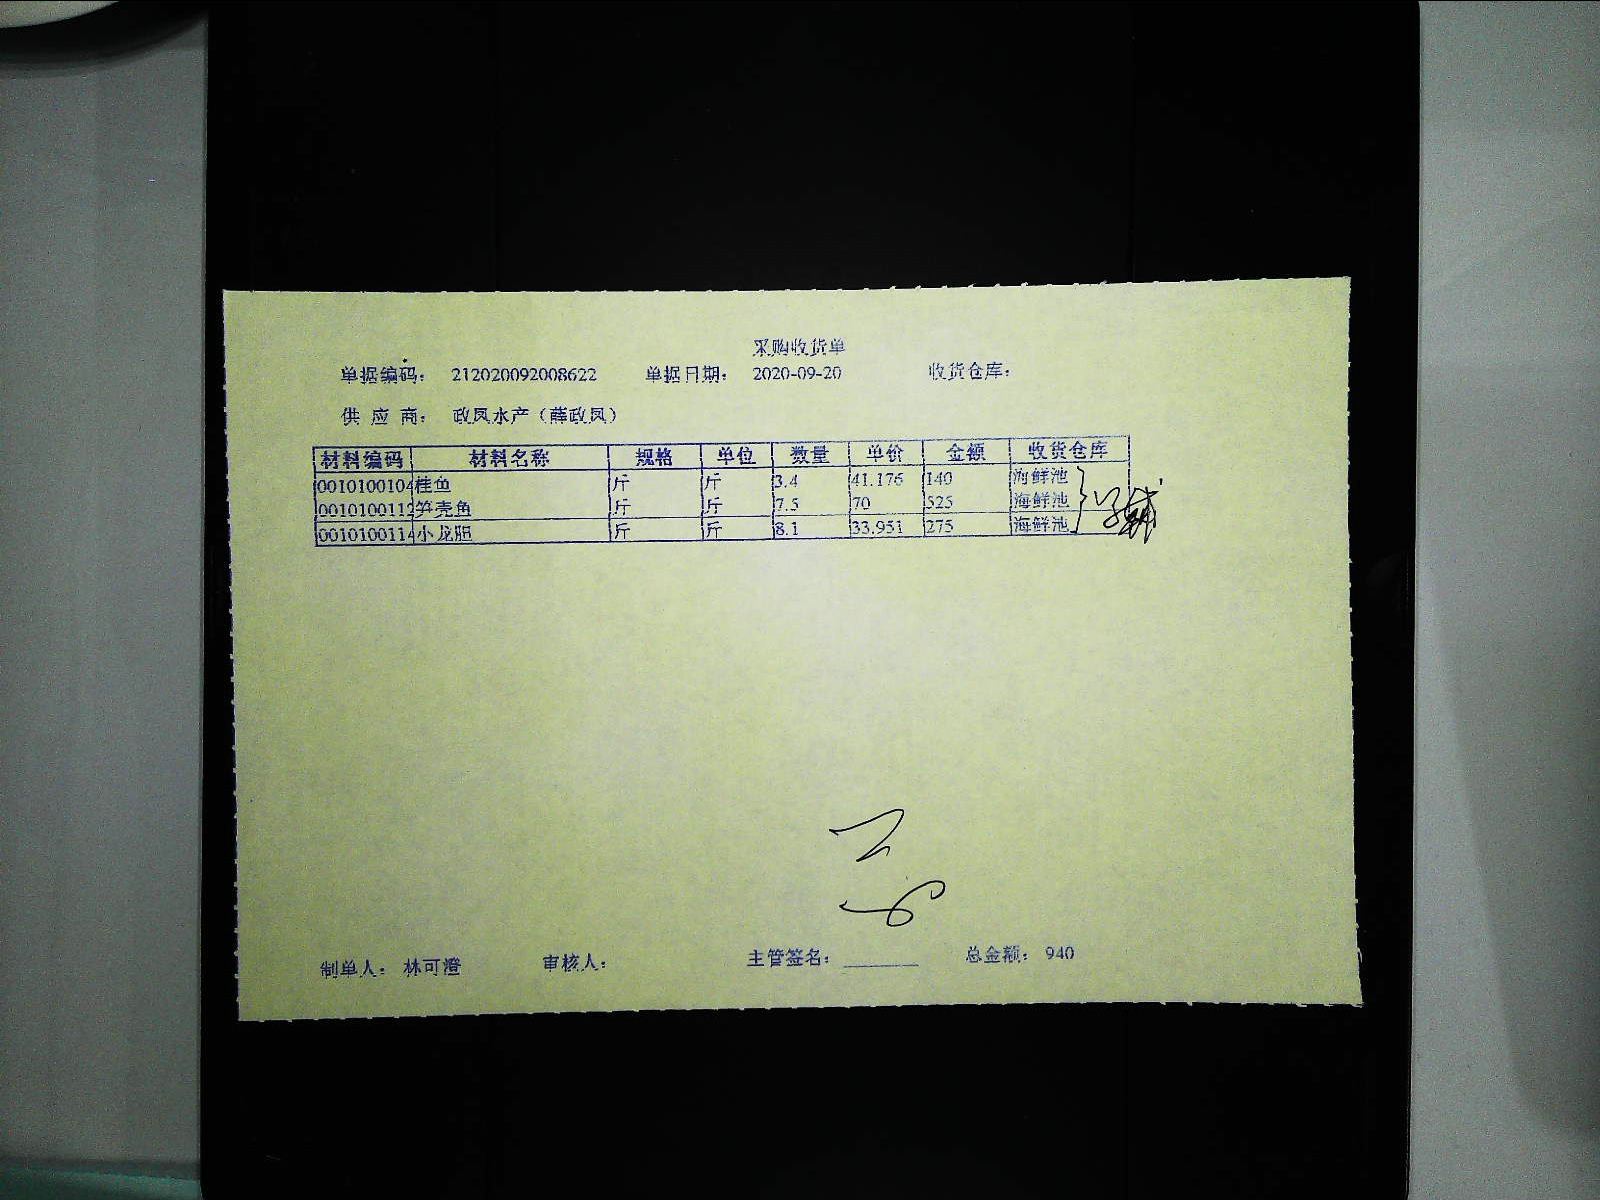 采购收货单
单据编码： 212020092008622 单据日期： 2020-09-20 收货仓库：
供 应 商： 政凤水产（薛政凤）
材料编码 材料名称 规格 单位 数量 单价 金额 收货仓库
0010100104 桂鱼 斤 斤 3.4 41.176 140 海鲜池
0010100112 笋壳鱼 斤 斤 7.5 70 525 海鲜池
0010100114 小龙胆 斤 斤 8.1 33.951 275 海鲜池
制单人： 林可澄 审核人： 主管签名： 总金额： 940